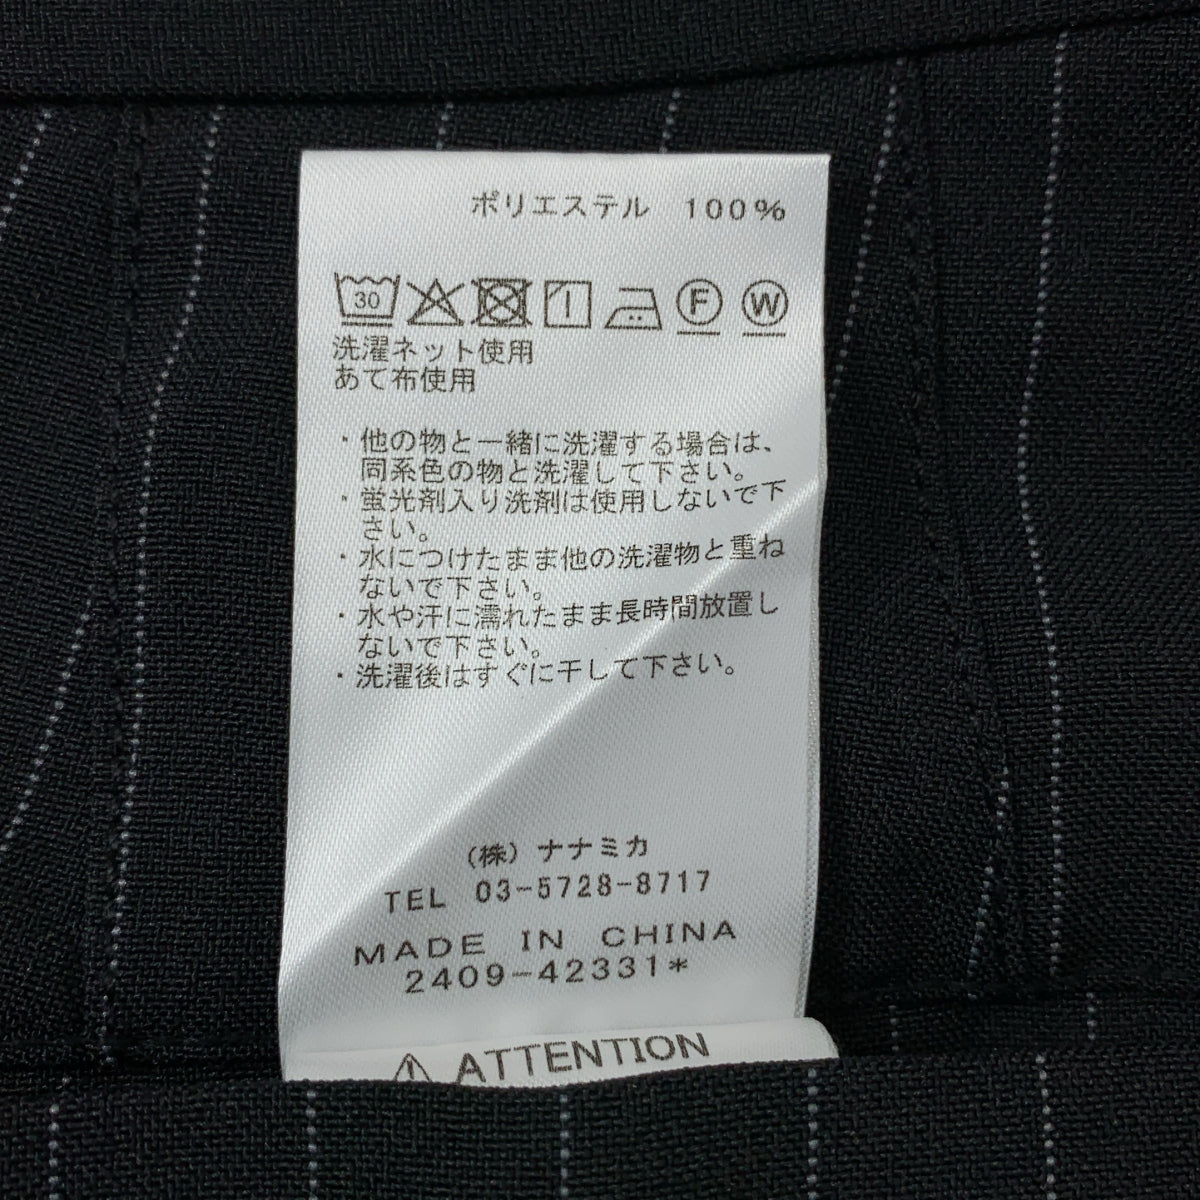 ポリエステル 100%
30 F W
洗濯ネット使用
あて布使用
・他の物と一緒に洗濯する場合は、
同系色の物と洗濯して下さい。
・蛍光剤入り洗剤は使用しないで下
さい。
・水につけたまま他の洗濯物と重ね
ないで下さい。
・水や汗に濡れたまま長時間放置し
ないで下さい。
・洗濯後はすぐに干して下さい。
(株) ナナミカ
TEL 03-5728-8717
MADE IN CHINA
2409-42331*
ATTENTION